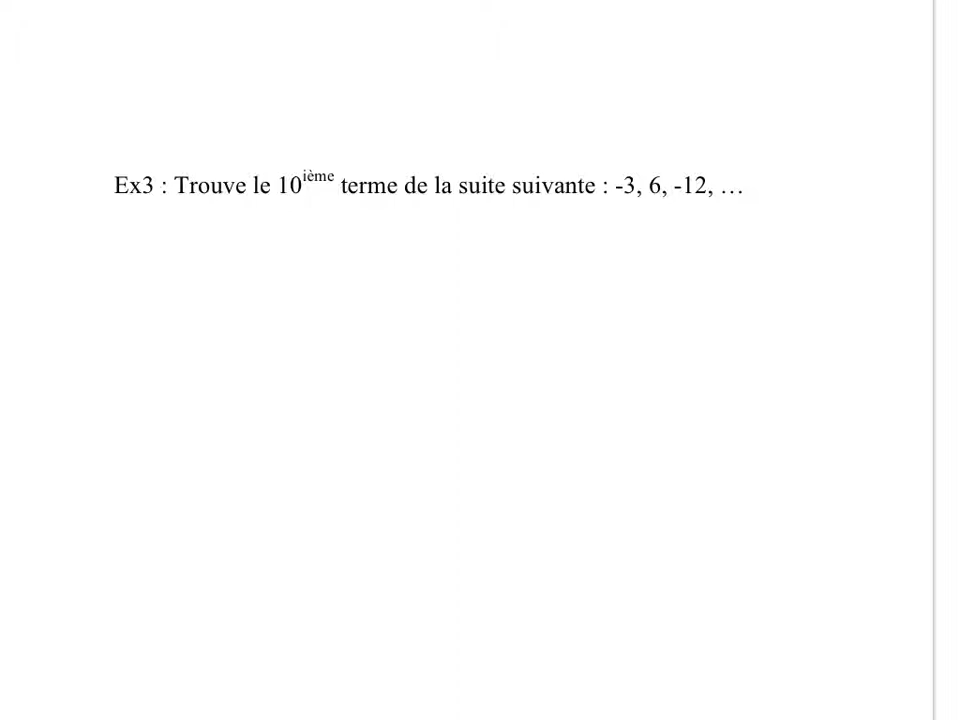 Ex3 : Trouve le 10ième terme de la suite suivante : -3, 6, -12, …